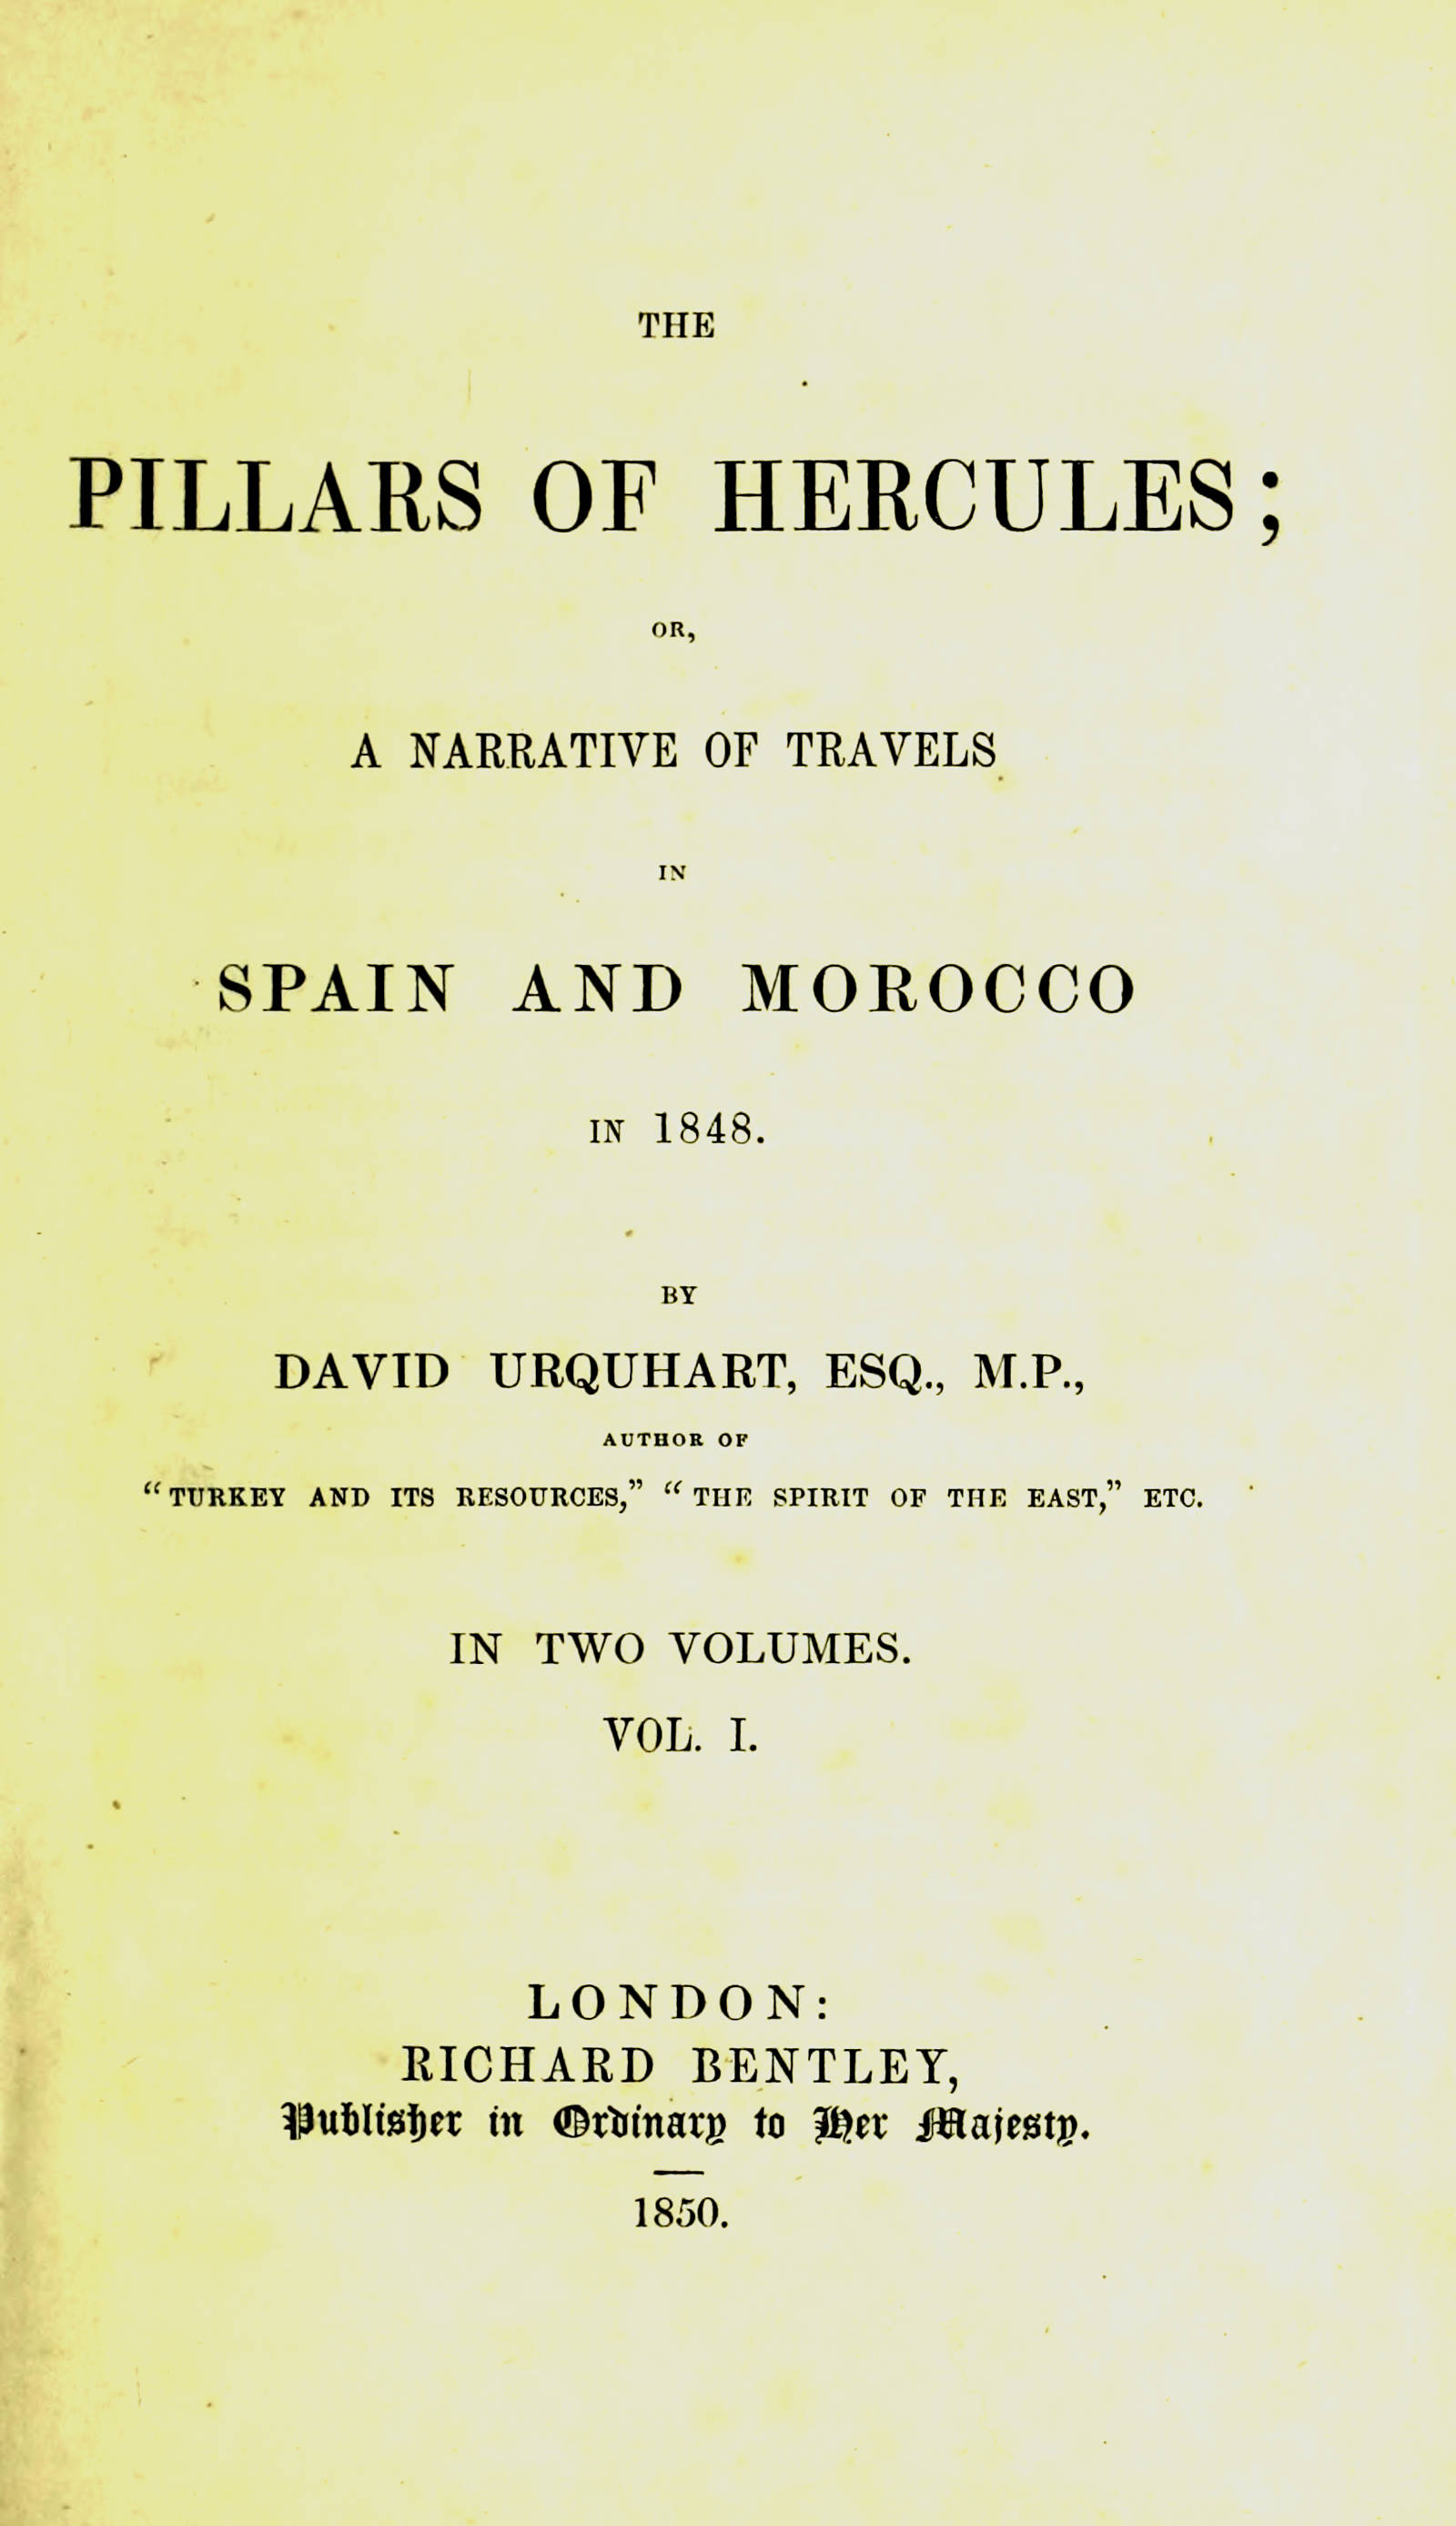 THE
PILLARS OF HERCULES;
OR,
A NARRATIVE OF TRAVELS
IN
SPAIN AND MOROCCO
IN 1848.
BY
DAVID URQUHART, ESQ., M.P.,
AUTHOR OF
“TURKEY AND ITS RESOURCES,” “THE SPIRIT OF THE EAST,” ETC.
IN TWO VOLUMES.
VOL. I.
LONDON:
RICHARD BENTLEY,
Publisher in Ordinary to Her Majesty.
1850.